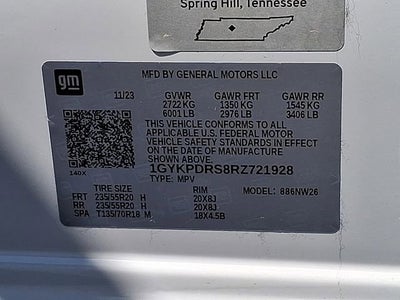 Spring Hill, Tennessee
gm
MFD BY GENERAL MOTORS LLC
11/23 GVWR GAWR FRT GAWR RR
2722 KG 1350 KG 1545 KG
6001 LB 2976 LB 3406 LB
THIS VEHICLE CONFORMS TO ALL
APPLICABLE U.S. FEDERAL MOTOR
VEHICLE SAFETY STANDARDS IN EFFECT
ON THE DATE OF MANUFACTURE
SHOWN ABOVE.
140X
1GYKPDRS8RZ721928
TYPE: MPV
TIRE SIZE RIM MODEL: 886NW26
FRT 235/55R20 H 20X8J
RR 235/55R20 H 20X8J
SPA T135/70R18 M 18X4.5B